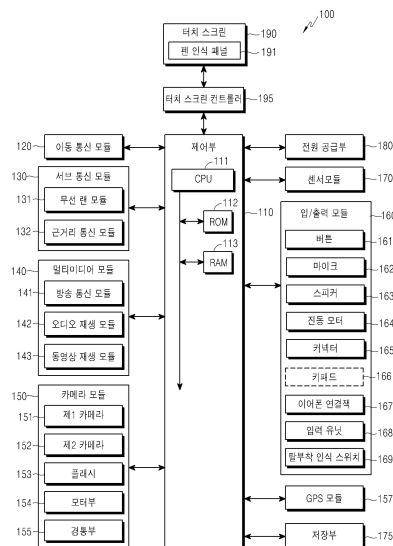 100
터치 스크린
190
펜 인식 패널
191
터치 스크린 컨트롤러
195
120
이동 통신 모듈
130
서브 통신 모듈
131
무선 랜 모듈
132
근거리 통신 모듈
140
멀티미디어 모듈
141
방송 통신 모듈
142
오디오 재생 모듈
143
동영상 재생 모듈
150
카메라 모듈
151
제1 카메라
152
제2 카메라
153
플래시
154
모터부
155
경통부
제어부
111
CPU
112
ROM
113
RAM
110
전원 공급부
180
센서모듈
170
입/출력 모듈
160
버튼
161
마이크
162
스피커
163
진동 모터
164
커넥터
165
키패드
166
이어폰 연결잭
167
입력 유닛
168
탈부착 인식 스위치
169
GPS 모듈
157
저장부
175